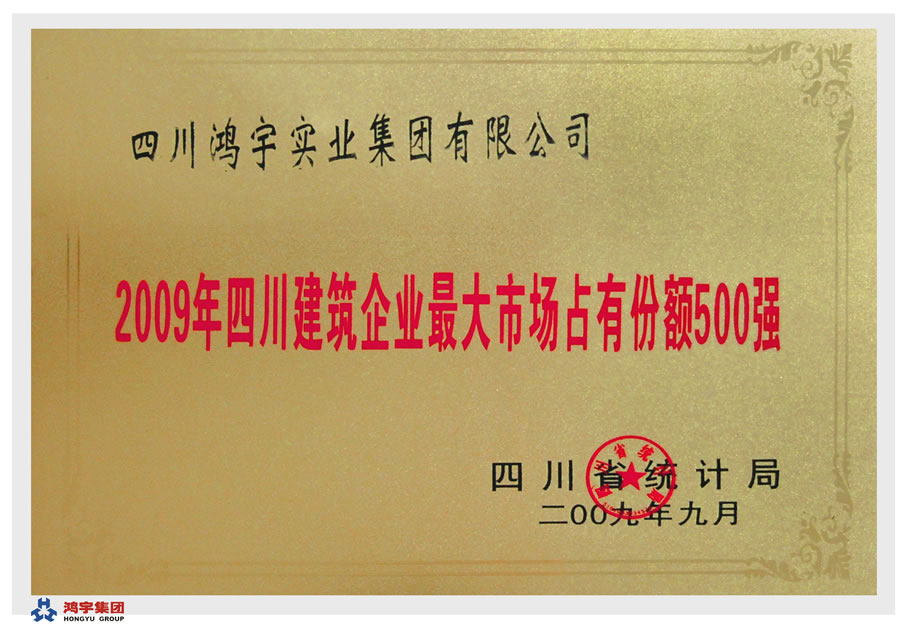 四川鸿宇实业集团有限公司
2009年四川建筑企业最大市场占有份额500强
四川省统计局
二OO九年九月
鸿宇集团
HONGYU GROUP